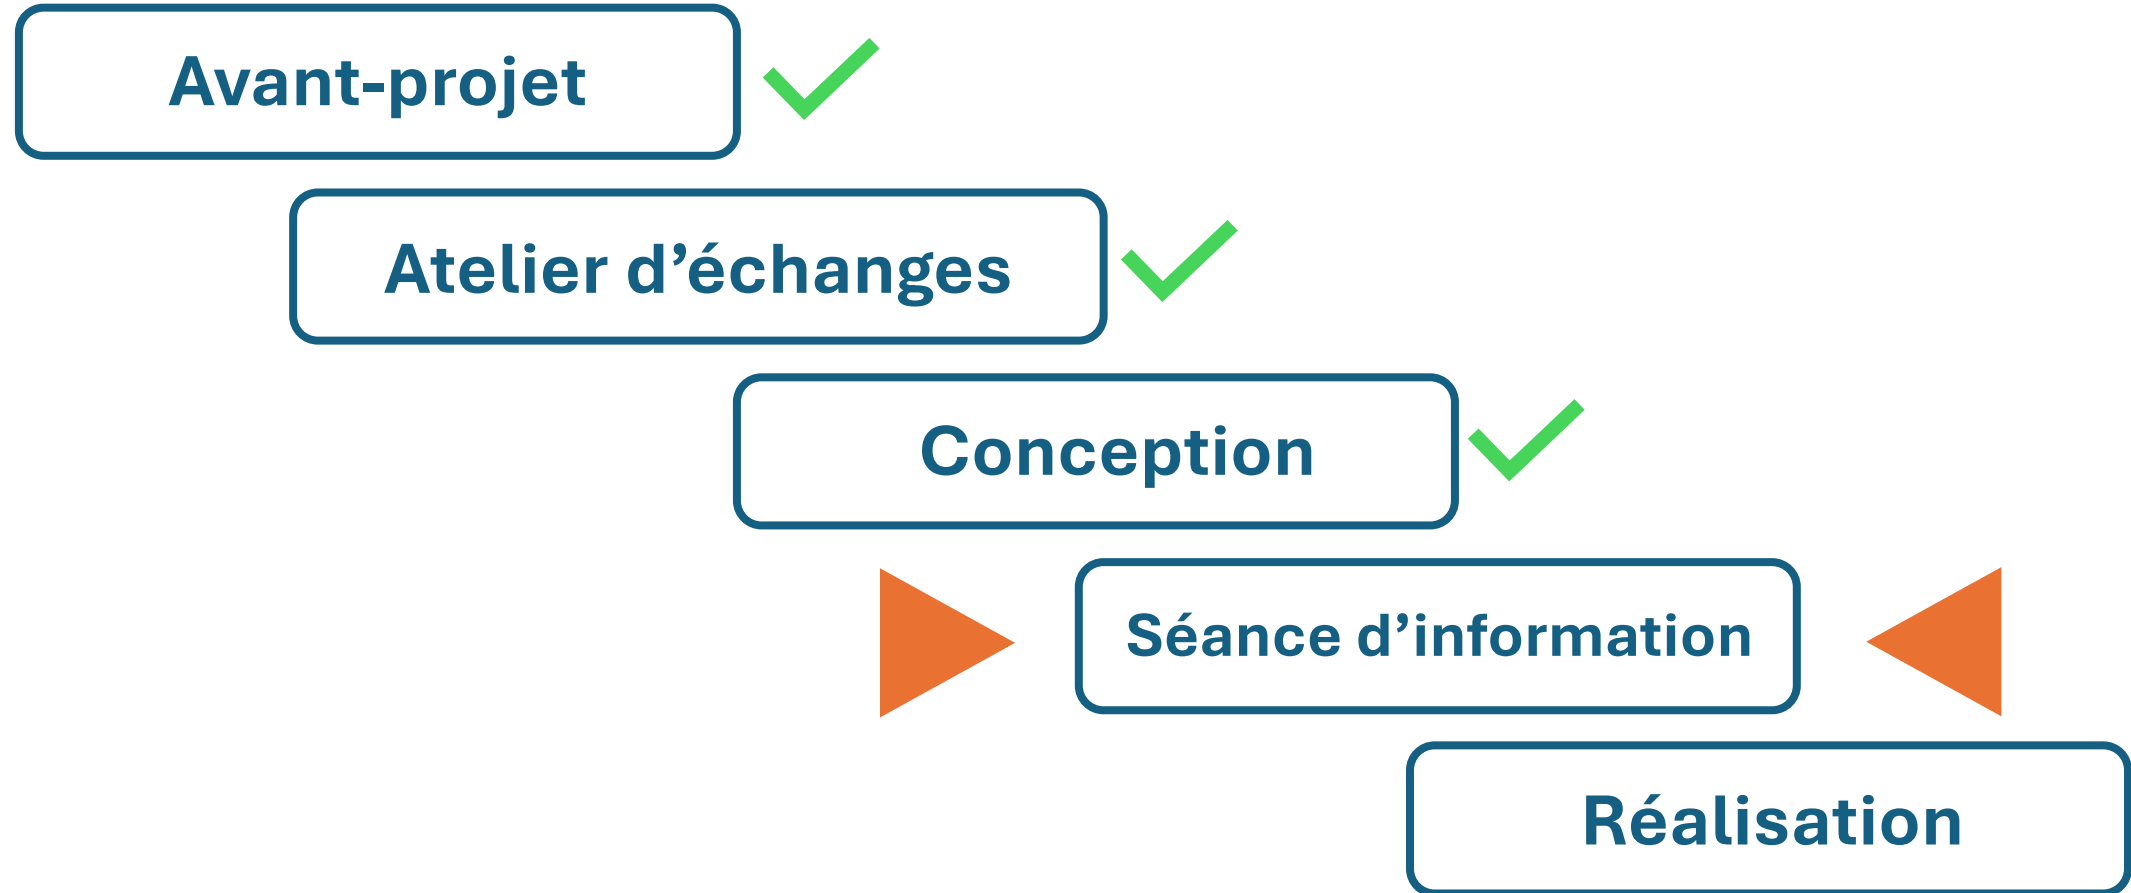 Avant-projet
Atelier d’échanges
Conception
Séance d’information
Réalisation